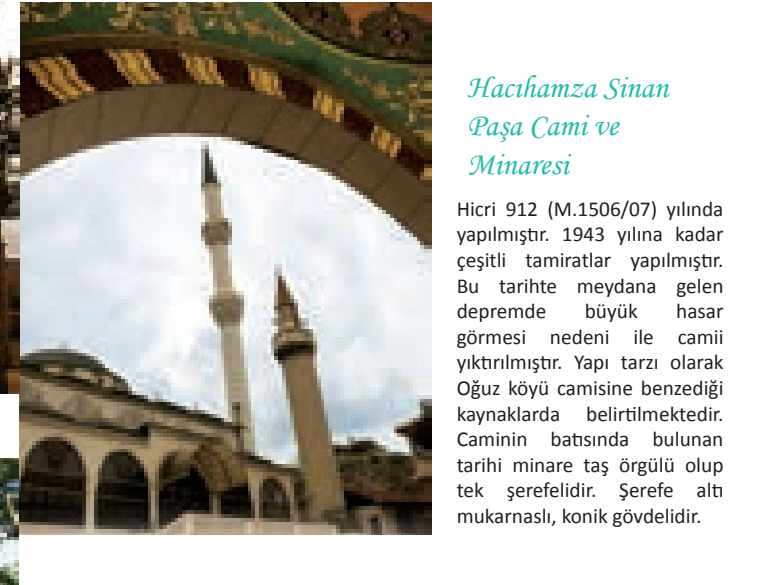 Hacıhamza Sinan
Paşa Cami ve
Minaresi
Hicri 912 (M.1506/07) yılında
yapılmıştır. 1943 yılına kadar
çeşitli tamiratlar yapılmıştır.
Bu tarihte meydana gelen
depremde büyük hasar
görmesi nedeni ile camii
yıktırılmıştır. Yapı tarzı olarak
Oğuz köyü camisine benzediği
kaynaklarda belirtilmektedir.
Caminin batısında bulunan
tarihi minare taş örgülü olup
tek şerefelidir. Şerefe altı
mukarnaslı, konik gövdelidir.